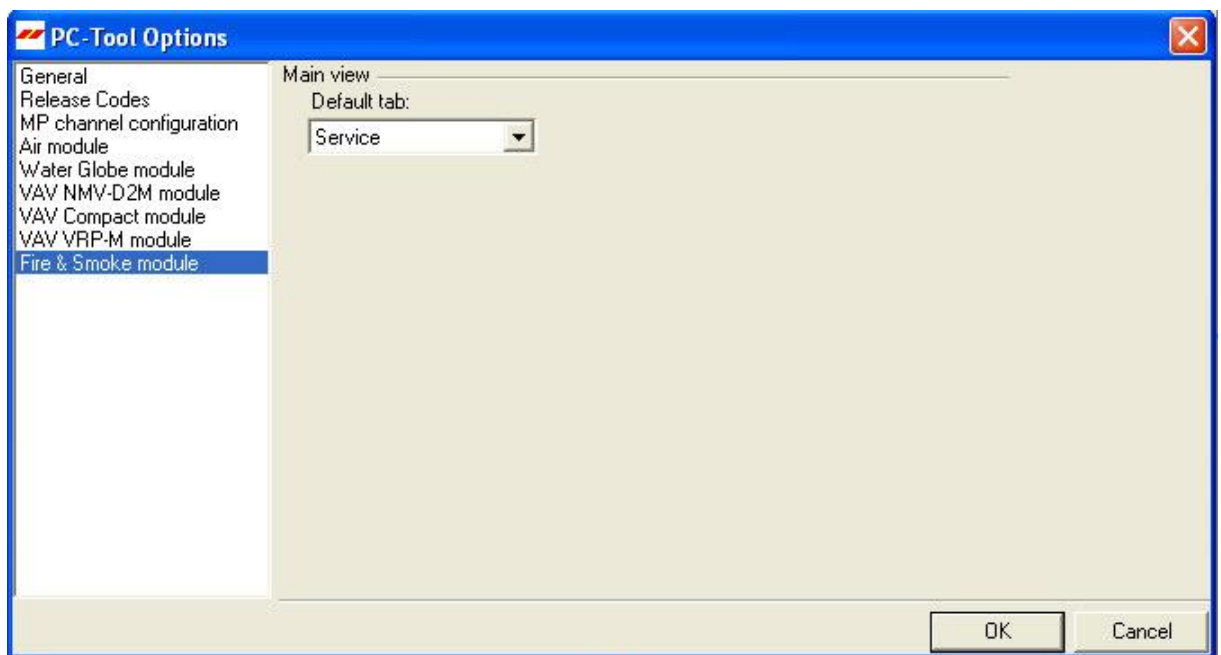 PC-Tool Options
General
Release Codes
MP channel configuration
Air module
Water Globe module
VAV NMV-D2M module
VAV Compact module
VAV VRP-M module
Fire & Smoke module
Main view
Default tab:
Service
OK
Cancel